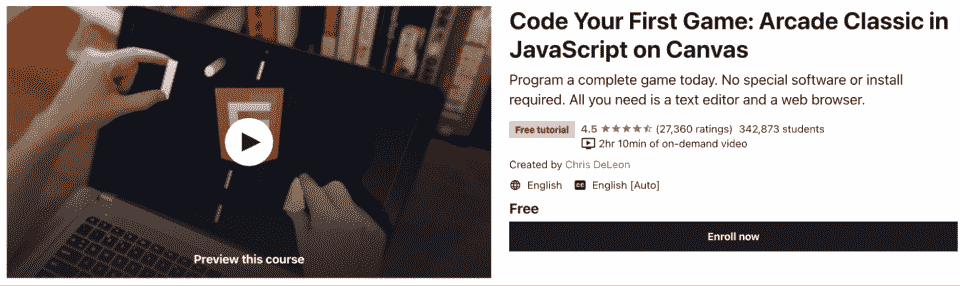 Code Your First Game: Arcade Classic in
JavaScript on Canvas
Program a complete game today. No special software or install
required. All you need is a text editor and a web browser.
Free tutorial 4.5 (27,360 ratings) 342,873 students
2hr 10min of on-demand video
Created by Chris DeLeon
English CC English [Auto]
Free
Enroll now
Preview this course